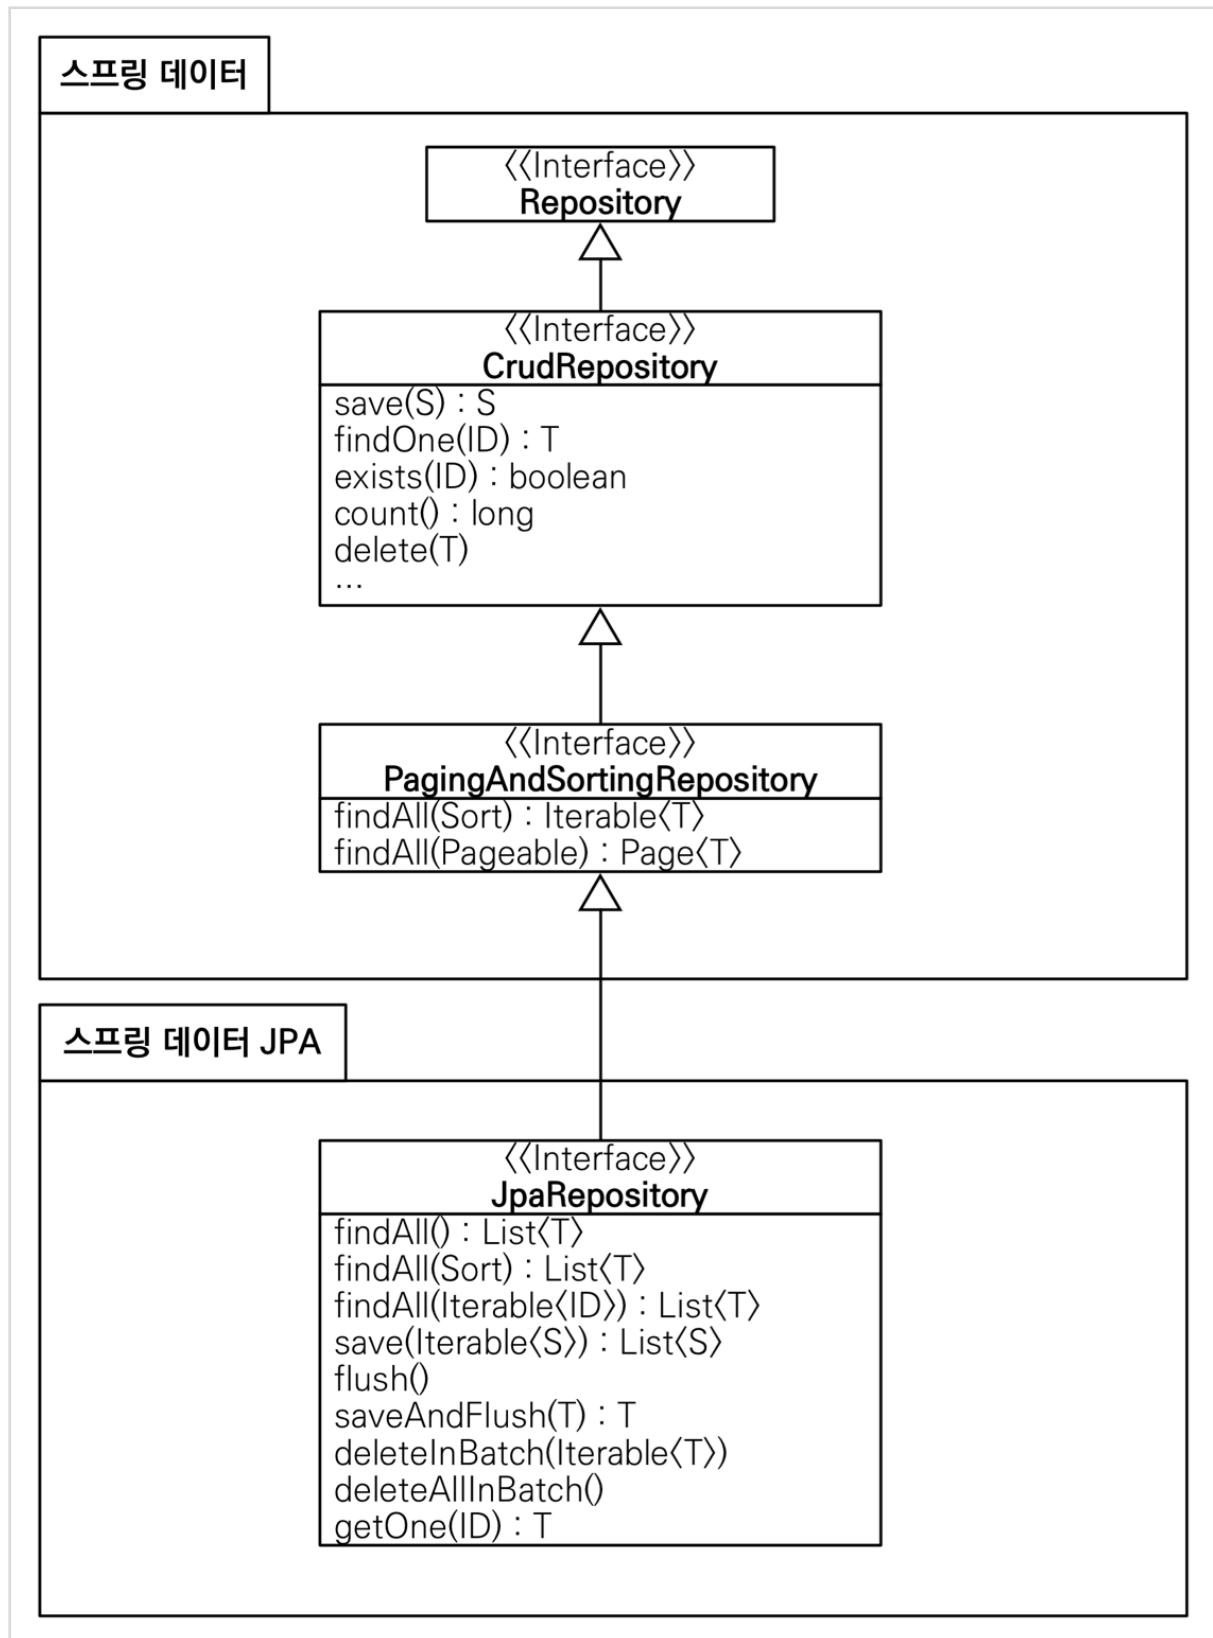 스프링 데이터
〈〈Interface〉〉
Repository
〈〈Interface〉〉
CrudRepository
save(S) : S
findOne(ID) : T
exists(ID) : boolean
count() : long
delete(T)
...
〈〈Interface〉〉
PagingAndSortingRepository
findAll(Sort) : Iterable〈T〉
findAll(Pageable) : Page〈T〉
스프링 데이터 JPA
〈〈Interface〉〉
JpaRepository
findAll() : List〈T〉
findAll(Sort) : List〈T〉
findAll(Iterable〈ID〉) : List〈T〉
save(Iterable〈S〉) : List〈S〉
flush()
saveAndFlush(T) : T
deleteInBatch(Iterable〈T〉)
deleteAllInBatch()
getOne(ID) : T